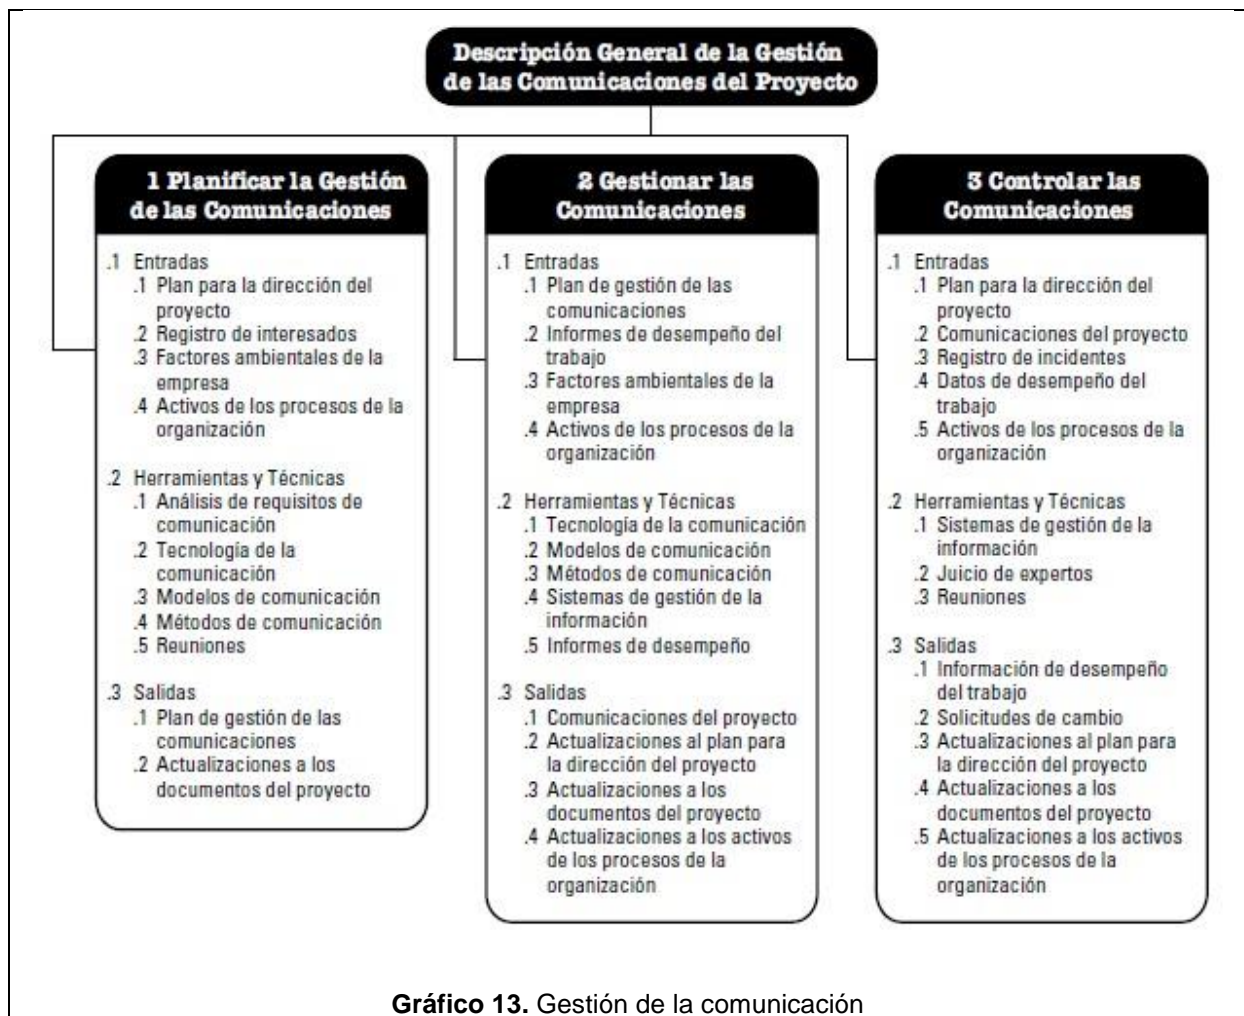 Descripción General de la Gestión
de las Comunicaciones del Proyecto
1 Planificar la Gestión
de las Comunicaciones
.1 Entradas
.1 Plan para la dirección del
proyecto
.2 Registro de interesados
.3 Factores ambientales de la
empresa
.4 Activos de los procesos de la
organización
.2 Herramientas y Técnicas
.1 Análisis de requisitos de
comunicación
.2 Tecnología de la
comunicación
.3 Modelos de comunicación
.4 Métodos de comunicación
.5 Reuniones
.3 Salidas
.1 Plan de gestión de las
comunicaciones
.2 Actualizaciones a los
documentos del proyecto
2 Gestionar las
Comunicaciones
.1 Entradas
.1 Plan de gestión de las
comunicaciones
.2 Informes de desempeño del
trabajo
.3 Factores ambientales de la
empresa
.4 Activos de los procesos de la
organización
.2 Herramientas y Técnicas
.1 Tecnología de la comunicación
.2 Modelos de comunicación
.3 Métodos de comunicación
.4 Sistemas de gestión de la
información
.5 Informes de desempeño
.3 Salidas
.1 Comunicaciones del proyecto
.2 Actualizaciones al plan para
la dirección del proyecto
.3 Actualizaciones a los
documentos del proyecto
.4 Actualizaciones a los activos
de los procesos de la
organización
3 Controlar las
Comunicaciones
.1 Entradas
.1 Plan para la dirección del
proyecto
.2 Comunicaciones del proyecto
.3 Registro de incidentes
.4 Datos de desempeño del
trabajo
.5 Activos de los procesos de la
organización
.2 Herramientas y Técnicas
.1 Sistemas de gestión de la
información
.2 Juicio de expertos
.3 Reuniones
.3 Salidas
.1 Información de desempeño
del trabajo
.2 Solicitudes de cambio
.3 Actualizaciones al plan para
la dirección del proyecto
.4 Actualizaciones a los
documentos del proyecto
.5 Actualizaciones a los activos
de los procesos de la
organización
Gráfico 13. Gestión de la comunicación